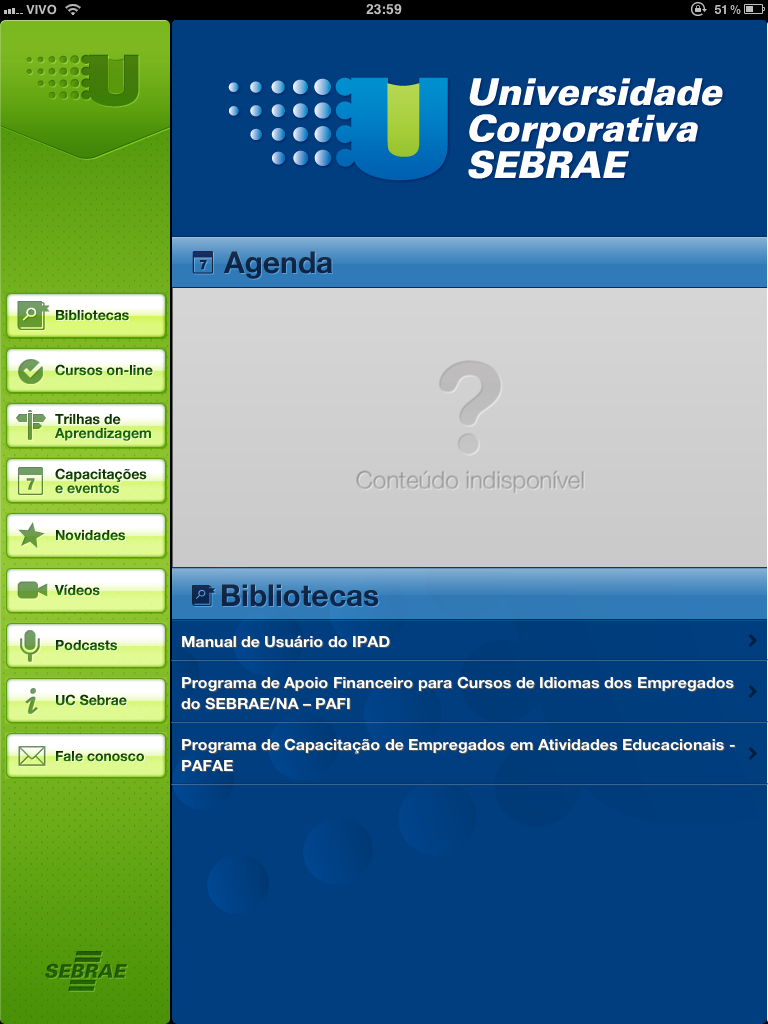 VIVO
23:59
51 %
U
U
Universidade
Corporativa
SEBRAE
7 Agenda
?
Conteúdo indisponível
Bibliotecas
Cursos on-line
Trilhas de
Aprendizagem
7 Capacitações
e eventos
Novidades
Vídeos
Podcasts
i UC Sebrae
Fale conosco
SEBRAE
Bibliotecas
Manual de Usuário do IPAD
Programa de Apoio Financeiro para Cursos de Idiomas dos Empregados
do SEBRAE/NA – PAFI
Programa de Capacitação de Empregados em Atividades Educacionais -
PAFAE